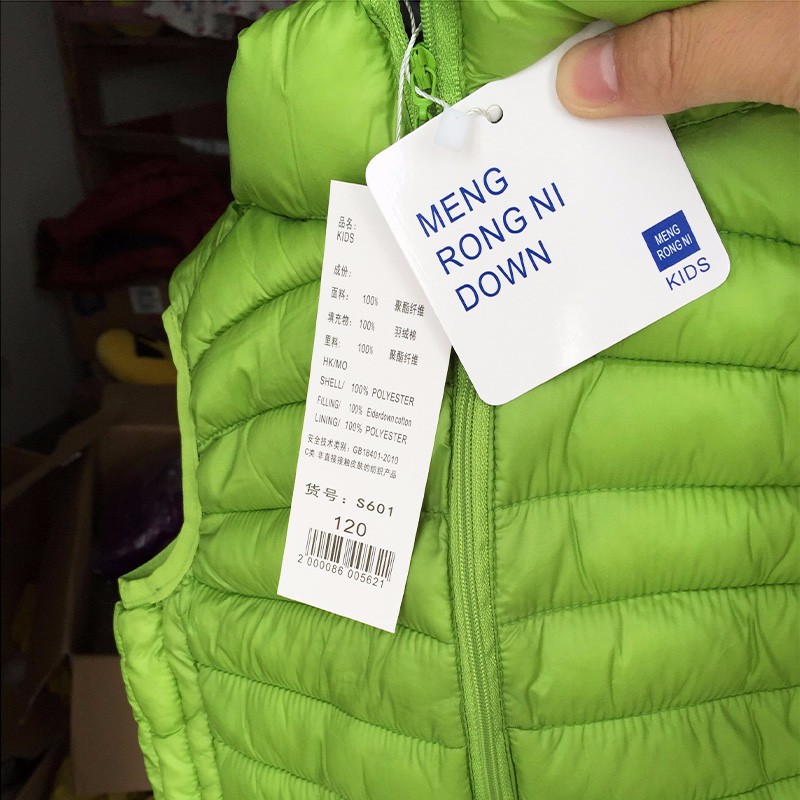 MENG
RONG NI
DOWN
MENG
RONG NI
KIDS
品名:
KIDS
成份:
面料: 100% 聚酯纤维
填充物: 100% 羽绒棉
里料: 100% 聚酯纤维
HK/MO
SHELL/ 100% POLYESTER
FILLING/ 100% Eiderdown cotton
LINING/ 100% POLYESTER
安全技术类别: GB18401-2010
C类 非直接接触皮肤的纺织产品
货号: S601
120
2 000086 005621